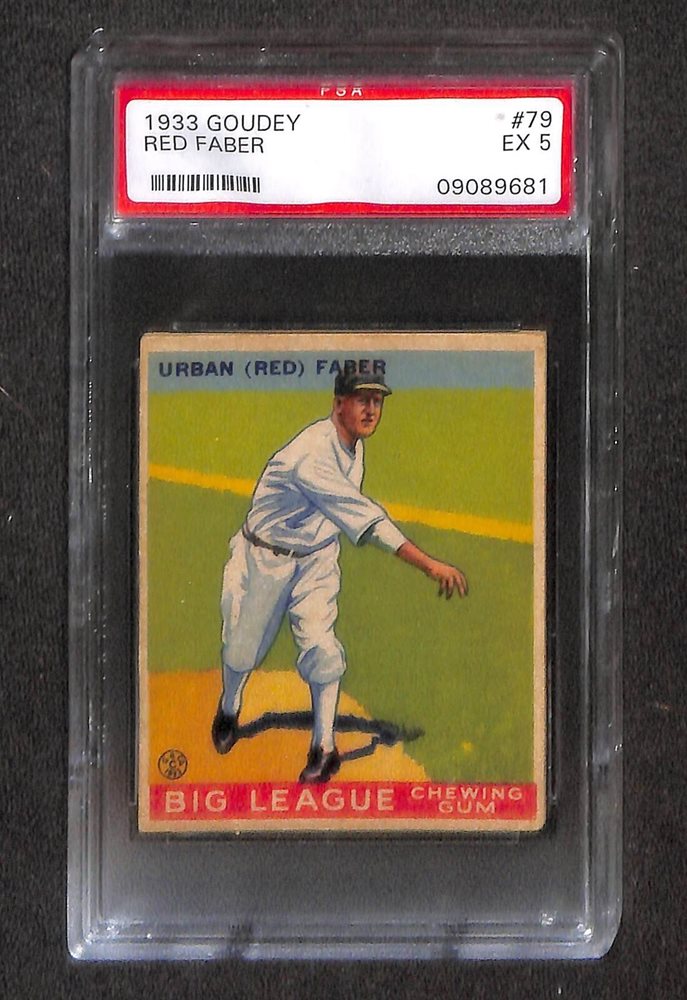 PSA
1933 GOUDEY #79
RED FABER EX 5
09089681
URBAN (RED) FABER
BIG LEAGUE CHEWING
GUM